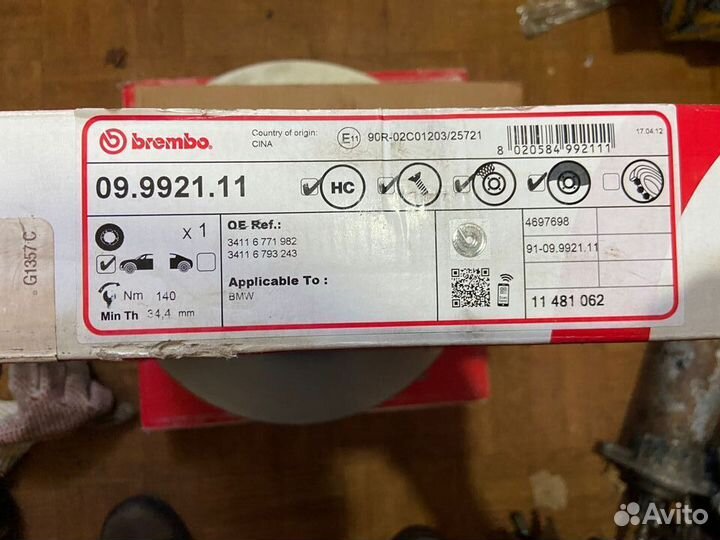 brembo.
Country of origin:
CINA
E11
90R-02C01203/25721
8 020584 992111
17.04.12
09.9921.11
HC
x 1
Nm 140
Min Th 34,4 mm
OE Ref.:
3411 6 771 982
3411 6 793 243
Applicable To :
BMW
4697698
91-09.9921.11
11 481 062
G1357 C
Avito